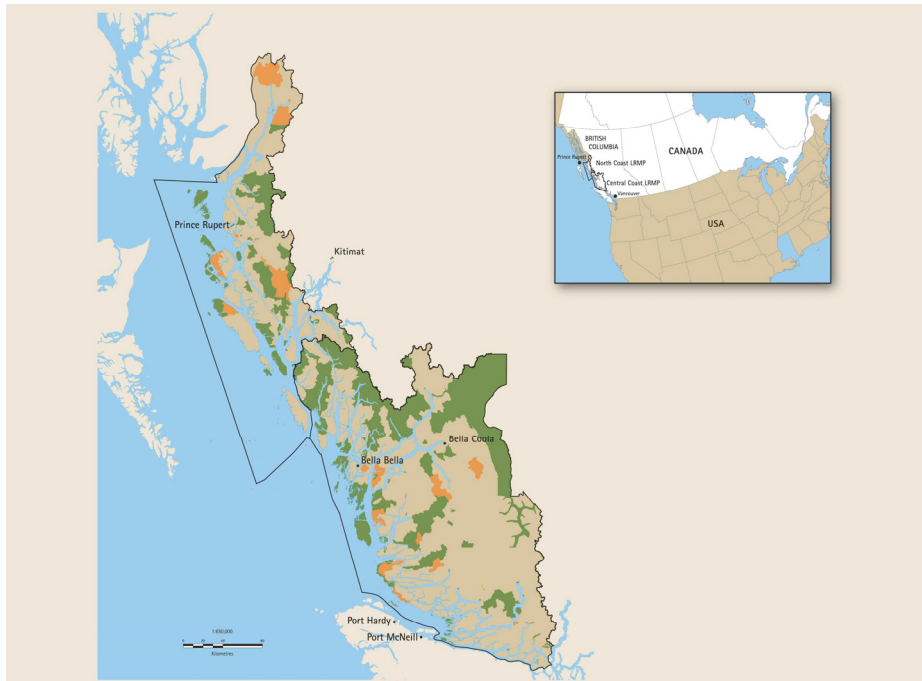 Prince Rupert
Kitimat
Bella Coola
Bella Bella
Port Hardy
Port McNeill
Kilometres
BRITISH
COLUMBIA
CANADA
Prince Rupert
North Coast LRMP
Central Coast LRMP
Vancouver
USA